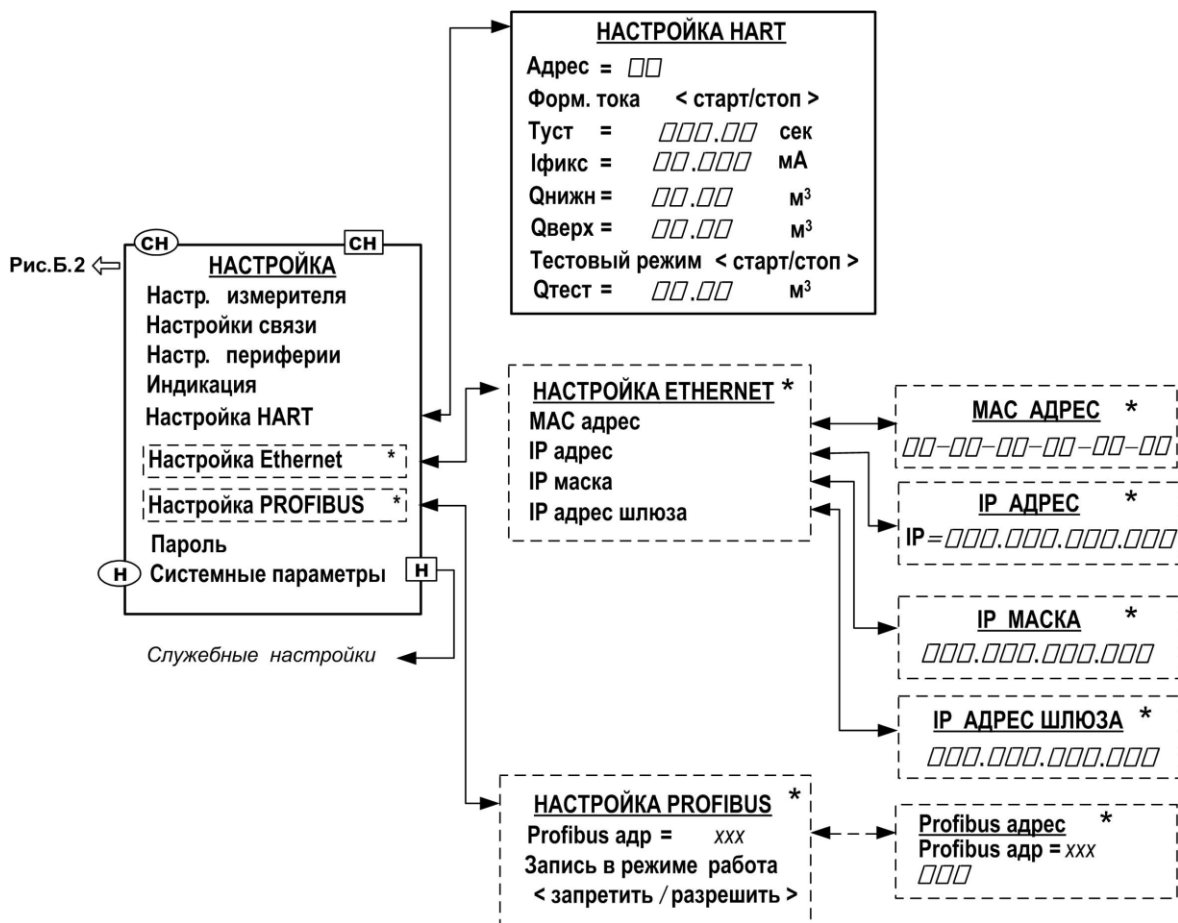 НАСТРОЙКА HART
Адрес = ▯▯
Форм. тока < старт/стоп >
Туст = ▯▯▯.▯▯ сек
Iфикс = ▯▯.▯▯▯ мА
Qнижн = ▯▯.▯▯ м³
Qверх = ▯▯.▯▯ м³
Тестовый режим < старт/стоп >
Qтест = ▯▯.▯▯ м³
Рис.Б.2
СН
СН
НАСТРОЙКА
Настр. измерителя
Настройки связи
Настр. периферии
Индикация
Настройка HART
Настройка Ethernet *
Настройка PROFIBUS *
Пароль
Н
Системные параметры
Н
Служебные настройки
НАСТРОЙКА ETHERNET *
MAC адрес
IP адрес
IP маска
IP адрес шлюза
MAC АДРЕС *
▯▯–▯▯–▯▯–▯▯–▯▯–▯▯
IP АДРЕС *
IP=▯▯▯.▯▯▯.▯▯▯.▯▯▯
IP МАСКА *
▯▯▯.▯▯▯.▯▯▯.▯▯▯
IP АДРЕС ШЛЮЗА *
▯▯▯.▯▯▯.▯▯▯.▯▯▯
НАСТРОЙКА PROFIBUS *
Profibus адр = xxx
Запись в режиме работа
< запретить / разрешить >
Profibus адрес *
Profibus адр = xxx
▯▯▯